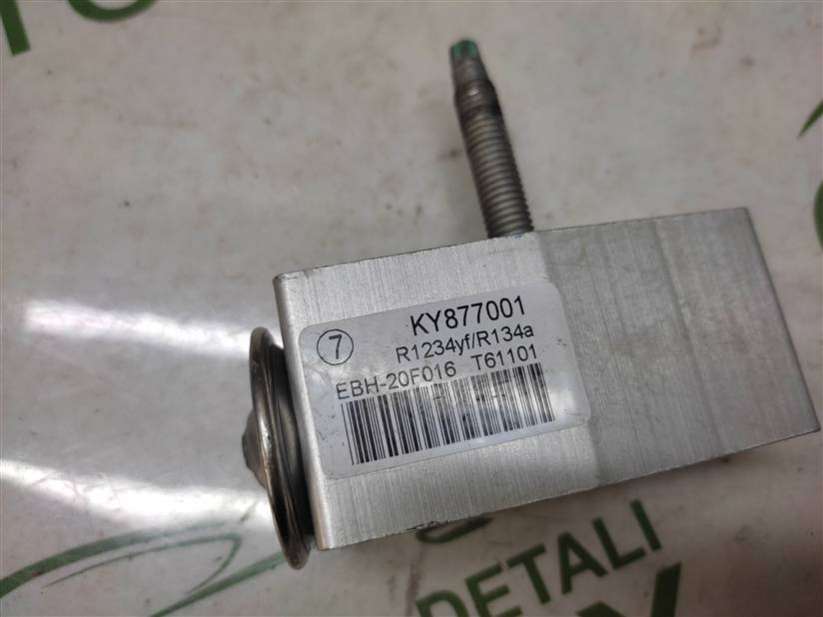 KY877001
7
R1234yf/R134a
EBH-20F016 T61101
DETALI